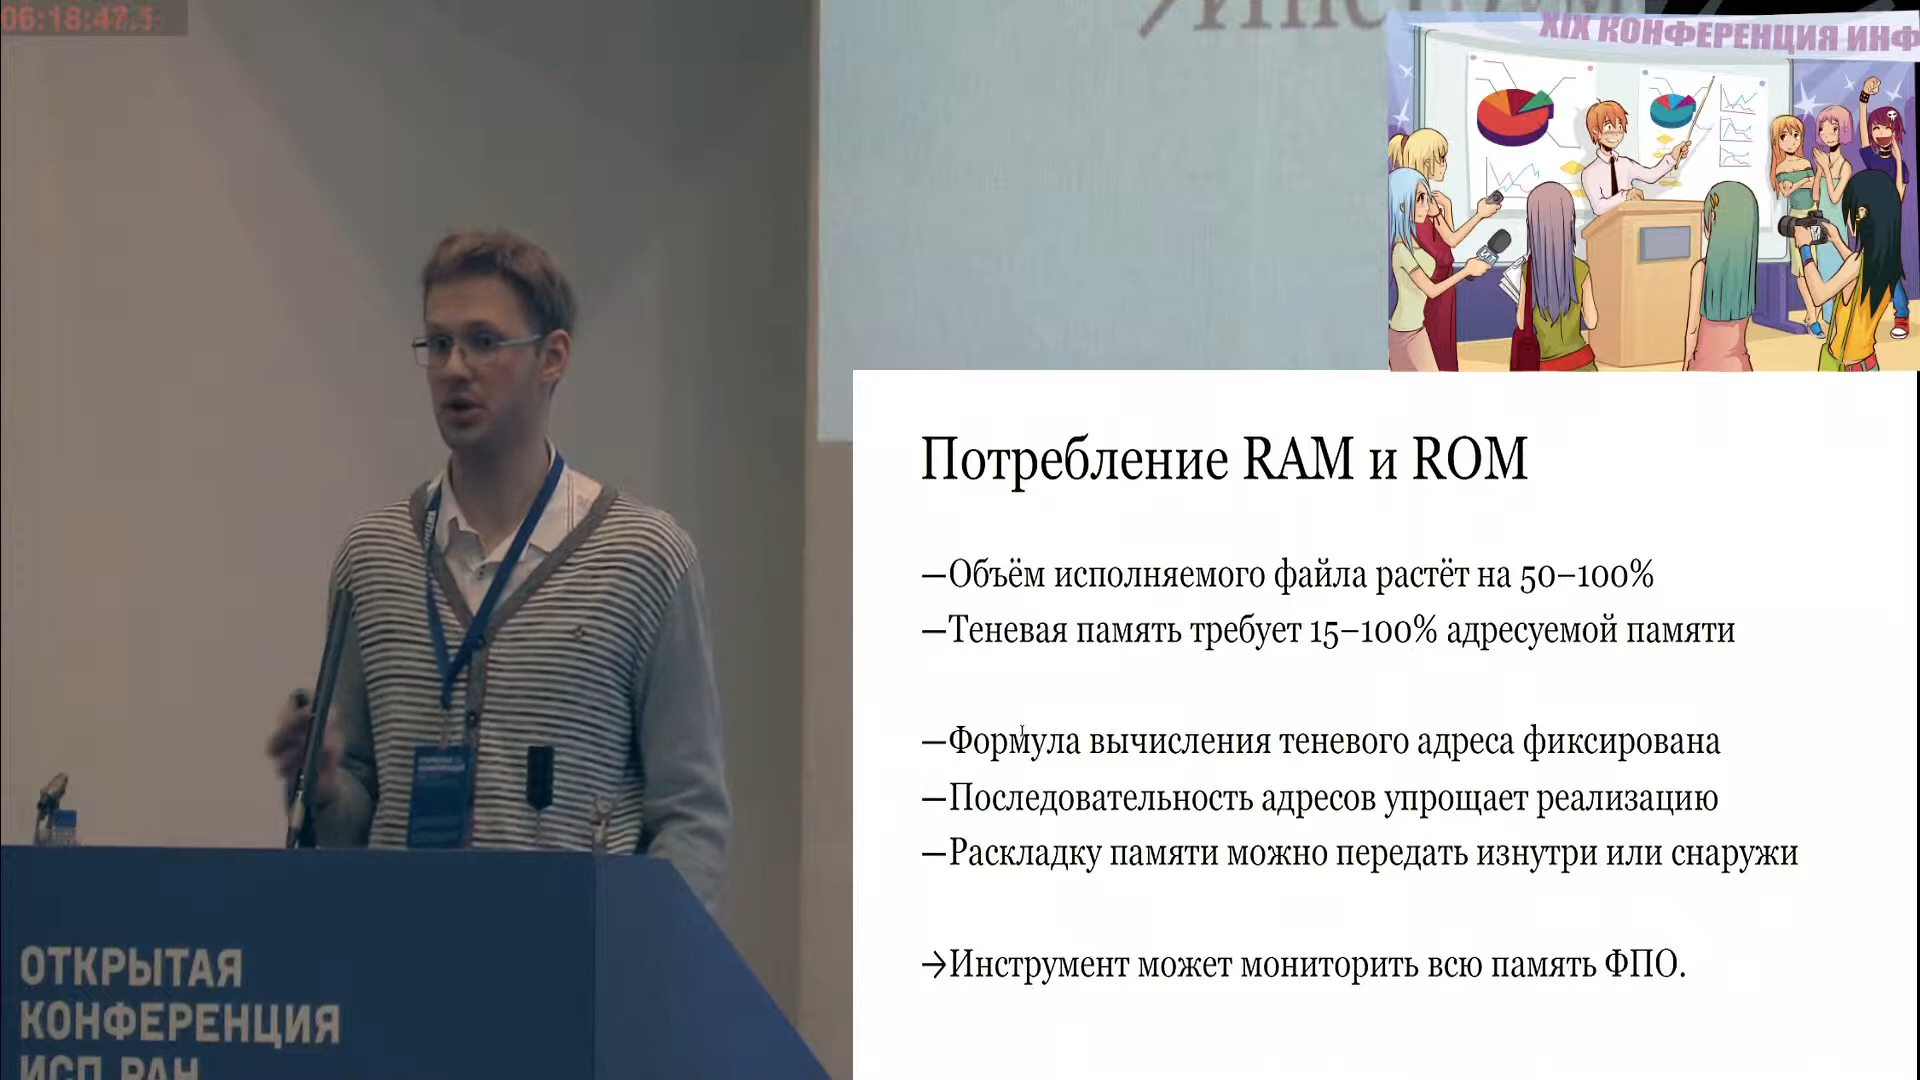 06:18:47.5
XIX КОНФЕРЕНЦИЯ ИНФ
Потребление RAM и ROM
—Объём исполняемого файла растёт на 50–100%
—Теневая память требует 15–100% адресуемой памяти
—Формула вычисления теневого адреса фиксирована
—Последовательность адресов упрощает реализацию
—Раскладку памяти можно передать изнутри или снаружи
→Инструмент может мониторить всю память ФПО.
ОТКРЫТАЯ
КОНФЕРЕНЦИЯ
ИСП РАН